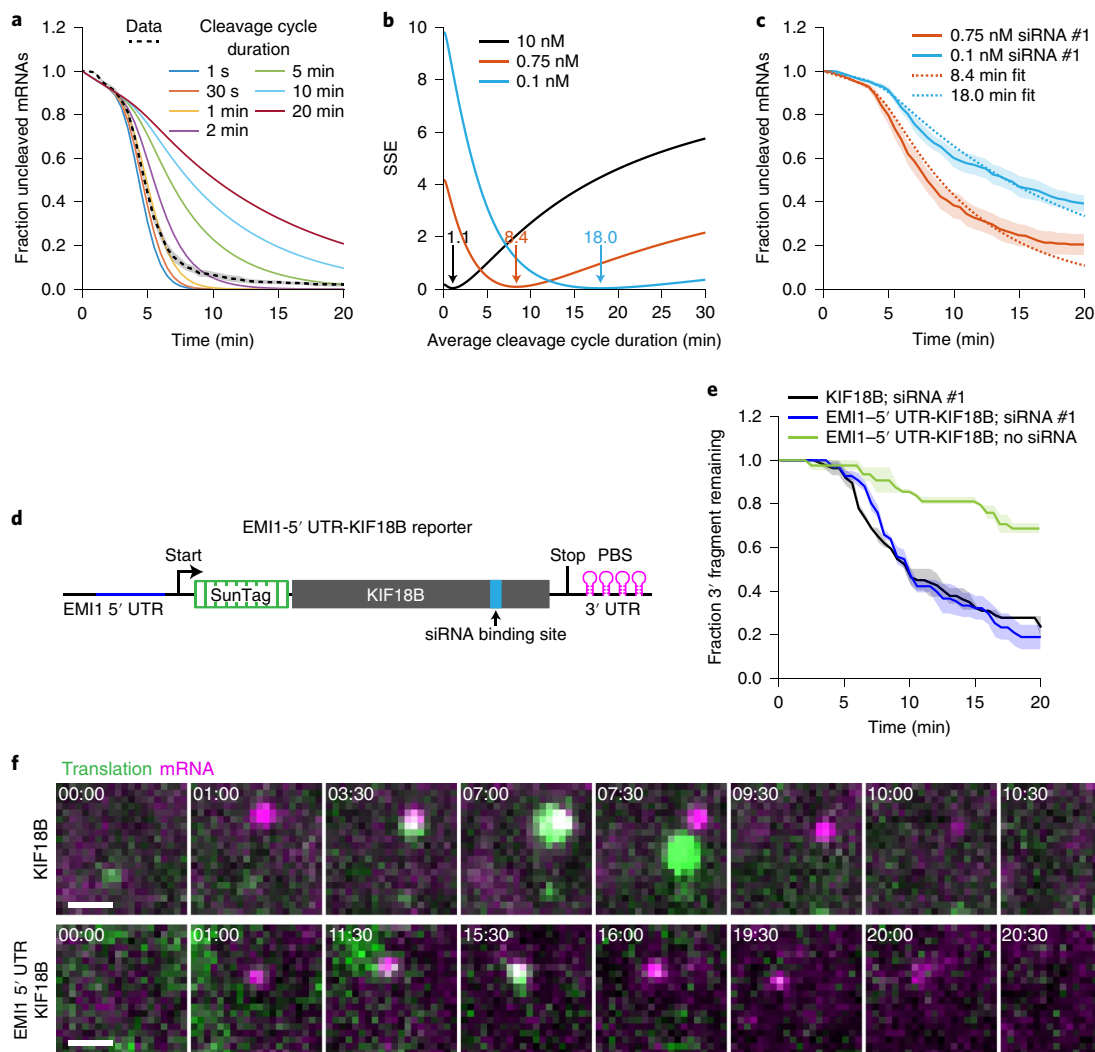 a
Data
Cleavage cycle
duration
1 s
30 s
1 min
2 min
5 min
10 min
20 min
1.0
0.8
0.6
0.4
0.2
0.0
Fraction uncleaved mRNAs
0
5
10
15
20
Time (min)
b
10 nM
0.75 nM
0.1 nM
10
8
6
4
2
0
SSE
1.1
8.4
18.0
0
5
10
15
20
25
30
Average cleavage cycle duration (min)
c
0.75 nM siRNA #1
0.1 nM siRNA #1
8.4 min fit
18.0 min fit
1.0
0.8
0.6
0.4
0.2
0.0
Fraction uncleaved mRNAs
0
5
10
15
20
Time (min)
d
EMI1-5′ UTR-KIF18B reporter
Start
Stop
PBS
SunTag
KIF18B
EMI1 5′ UTR
3′ UTR
siRNA binding site
e
KIF18B; siRNA #1
EMI1–5′ UTR-KIF18B; siRNA #1
EMI1–5′ UTR-KIF18B; no siRNA
1.2
1.0
0.8
0.6
0.4
0.2
0.0
Fraction 3′ fragment remaining
0
5
10
15
20
Time (min)
f
Translation mRNA
KIF18B
00:00
01:00
03:30
07:00
07:30
09:30
10:00
10:30
EMI1 5′ UTR
KIF18B
00:00
01:00
11:30
15:30
16:00
19:30
20:00
20:30